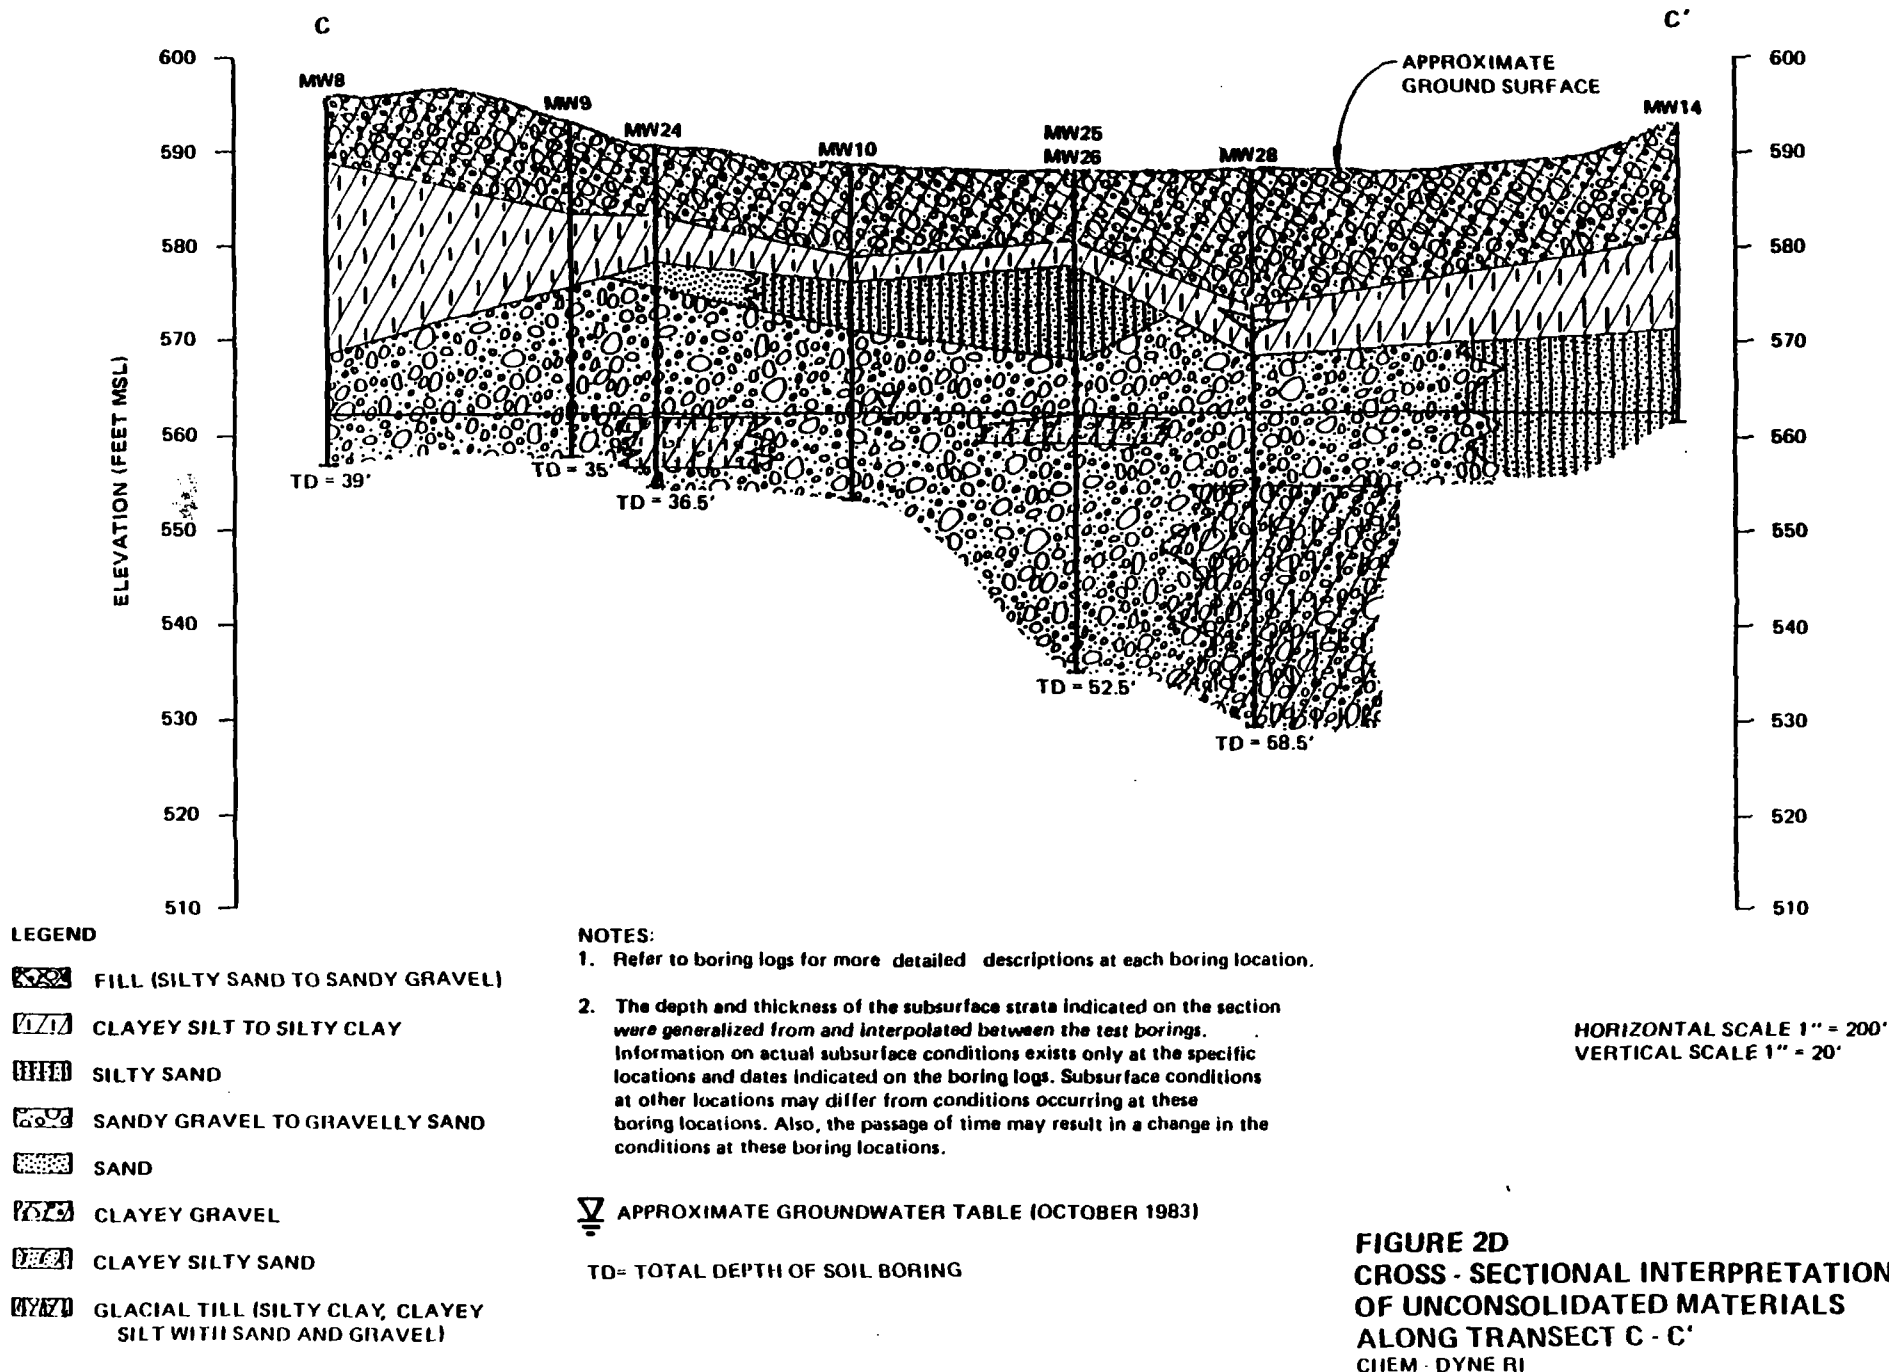 C C'
600 600
MW8
MW9
MW24
MW10
MW25
MW26
MW28
APPROXIMATE
GROUND SURFACE
MW14
590 590
580 580
570 570
560 560
550 550
540 540
530 530
520 520
510 510
ELEVATION (FEET MSL)
TD = 39'
TD = 35'
TD = 36.5'
TD = 52.5'
TD = 58.5'
LEGEND
FILL (SILTY SAND TO SANDY GRAVEL)
CLAYEY SILT TO SILTY CLAY
SILTY SAND
SANDY GRAVEL TO GRAVELLY SAND
SAND
CLAYEY GRAVEL
CLAYEY SILTY SAND
GLACIAL TILL (SILTY CLAY, CLAYEY
SILT WITH SAND AND GRAVEL)
NOTES:
1. Refer to boring logs for more detailed descriptions at each boring location.
2. The depth and thickness of the subsurface strata indicated on the section
were generalized from and interpolated between the test borings.
Information on actual subsurface conditions exists only at the specific
locations and dates indicated on the boring logs. Subsurface conditions
at other locations may differ from conditions occurring at these
boring locations. Also, the passage of time may result in a change in the
conditions at these boring locations.
APPROXIMATE GROUNDWATER TABLE (OCTOBER 1983)
TD= TOTAL DEPTH OF SOIL BORING
HORIZONTAL SCALE 1" = 200'
VERTICAL SCALE 1" = 20'
FIGURE 2D
CROSS - SECTIONAL INTERPRETATION
OF UNCONSOLIDATED MATERIALS
ALONG TRANSECT C - C'
CHEM - DYNE RI